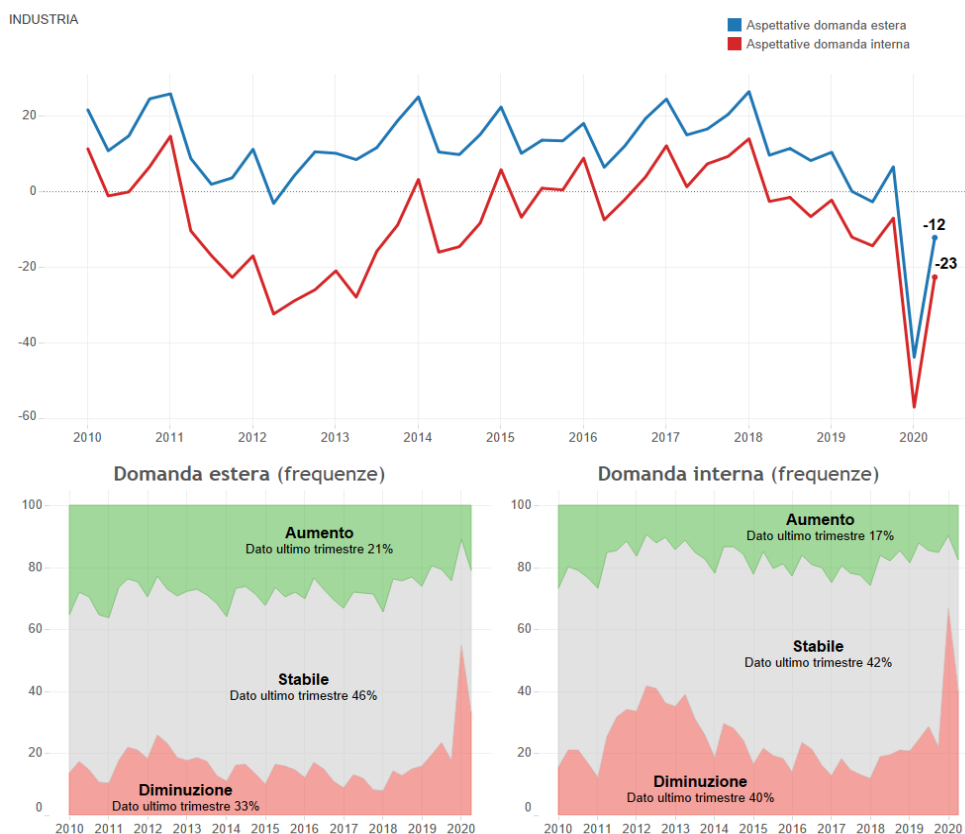 INDUSTRIA
Aspettative domanda estera
Aspettative domanda interna
20
0
-20
-40
-60
-12
-23
2010 2011 2012 2013 2014 2015 2016 2017 2018 2019 2020
Domanda estera (frequenze)
100
80
60
40
20
0
Aumento
Dato ultimo trimestre 21%
Stabile
Dato ultimo trimestre 46%
Diminuzione
Dato ultimo trimestre 33%
2010 2011 2012 2013 2014 2015 2016 2017 2018 2019 2020
Domanda interna (frequenze)
100
80
60
40
20
0
Aumento
Dato ultimo trimestre 17%
Stabile
Dato ultimo trimestre 42%
Diminuzione
Dato ultimo trimestre 40%
2010 2011 2012 2013 2014 2015 2016 2017 2018 2019 2020